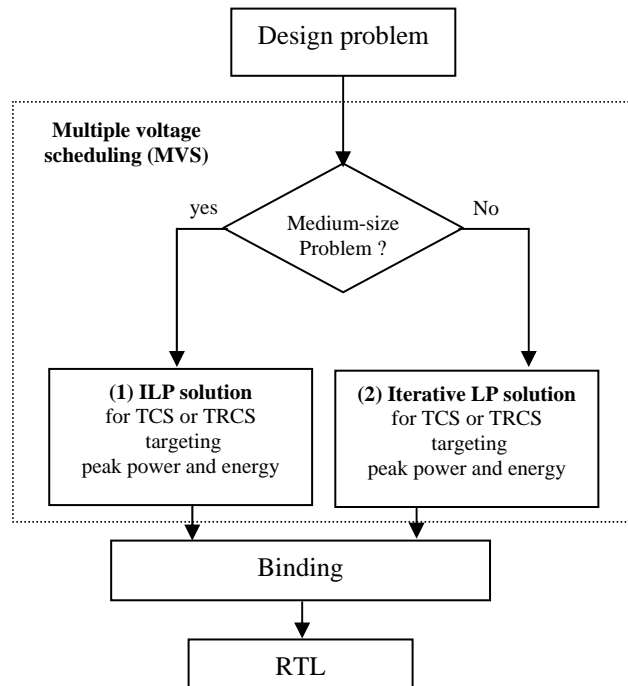 Design problem
Multiple voltage
scheduling (MVS)
yes
No
Medium-size
Problem ?
(1) ILP solution
for TCS or TRCS
targeting
peak power and energy
(2) Iterative LP solution
for TCS or TRCS
targeting
peak power and energy
Binding
RTL